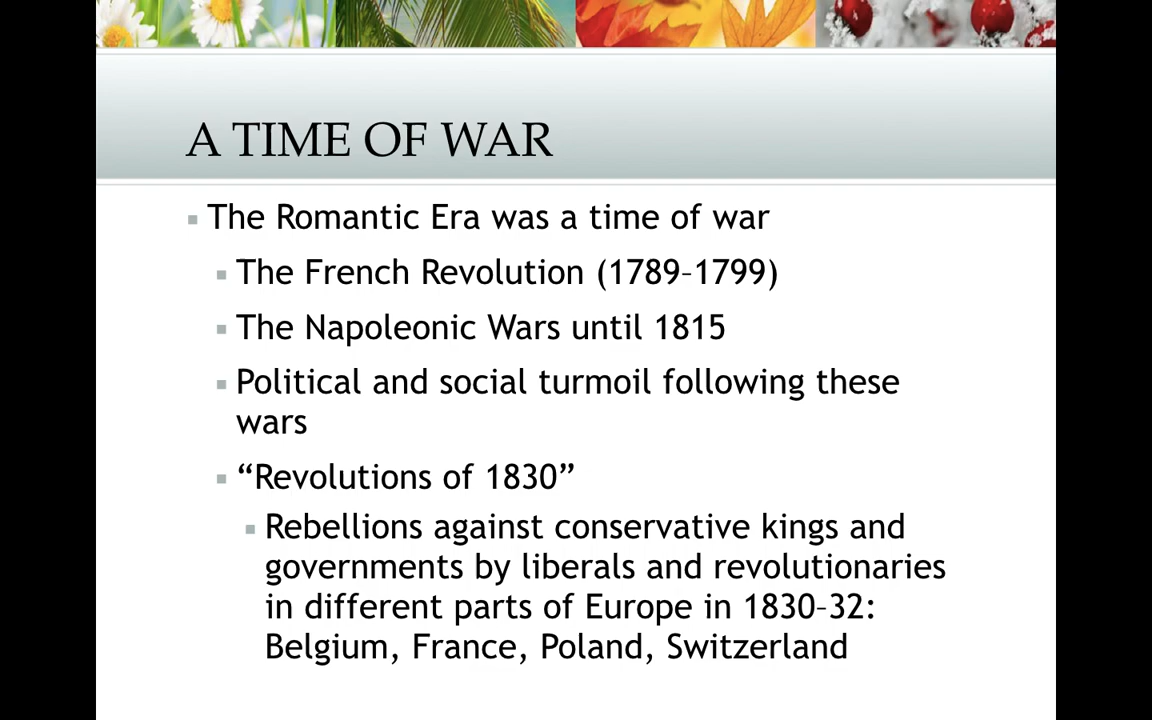 A TIME OF WAR
▪ The Romantic Era was a time of war
▪ The French Revolution (1789–1799)
▪ The Napoleonic Wars until 1815
▪ Political and social turmoil following these
wars
▪ “Revolutions of 1830”
▪ Rebellions against conservative kings and
governments by liberals and revolutionaries
in different parts of Europe in 1830–32:
Belgium, France, Poland, Switzerland